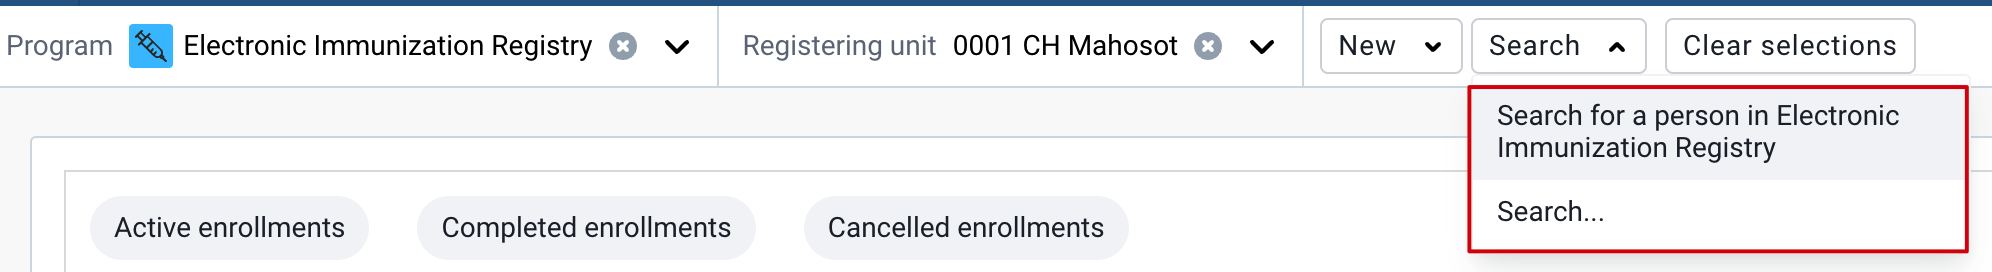 Program Electronic Immunization Registry Registering unit 0001 CH Mahosot New Search Clear selections
Search for a person in Electronic
Immunization Registry
Search...
Active enrollments Completed enrollments Cancelled enrollments